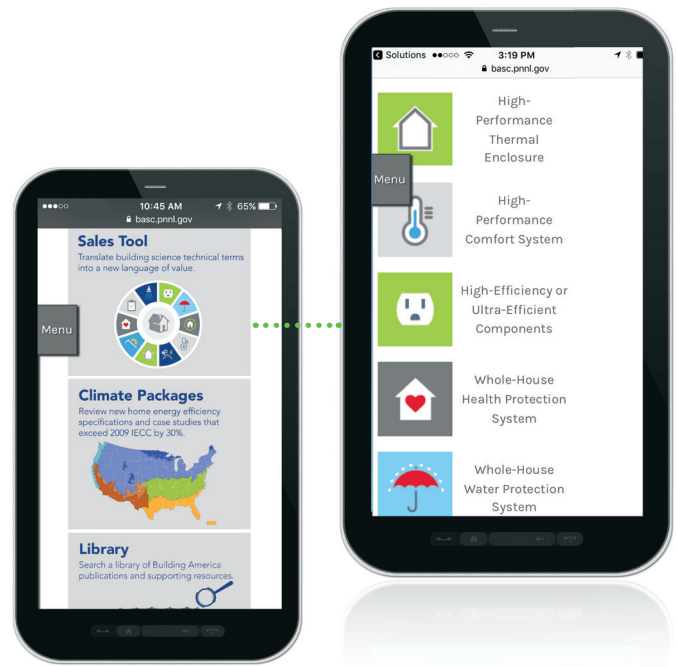 10:45 AM
65%
basc.pnnl.gov
Sales Tool
Translate building science technical terms
into a new language of value.
Menu
Climate Packages
Review new home energy efficiency
specifications and case studies that
exceed 2009 IECC by 30%.
Library
Search a library of Building America
publications and supporting resources.
Solutions
3:19 PM
basc.pnnl.gov
High-
Performance
Thermal
Enclosure
Menu
High-
Performance
Comfort System
High-Efficiency or
Ultra-Efficient
Components
Whole-House
Health Protection
System
Whole-House
Water Protection
System